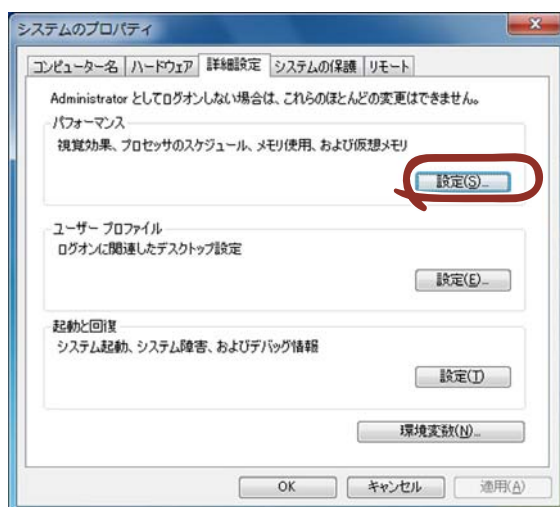 システムのプロパティ
コンピューター名 ハードウェア 詳細設定 システムの保護 リモート
Administrator としてログオンしない場合は、これらのほとんどの変更はできません。
パフォーマンス
視覚効果、プロセッサのスケジュール、メモリ使用、および仮想メモリ
設定(S)...
ユーザー プロファイル
ログオンに関連したデスクトップ設定
設定(E)...
起動と回復
システム起動、システム障害、およびデバッグ情報
設定(T)
環境変数(N)...
OK キャンセル 適用(A)